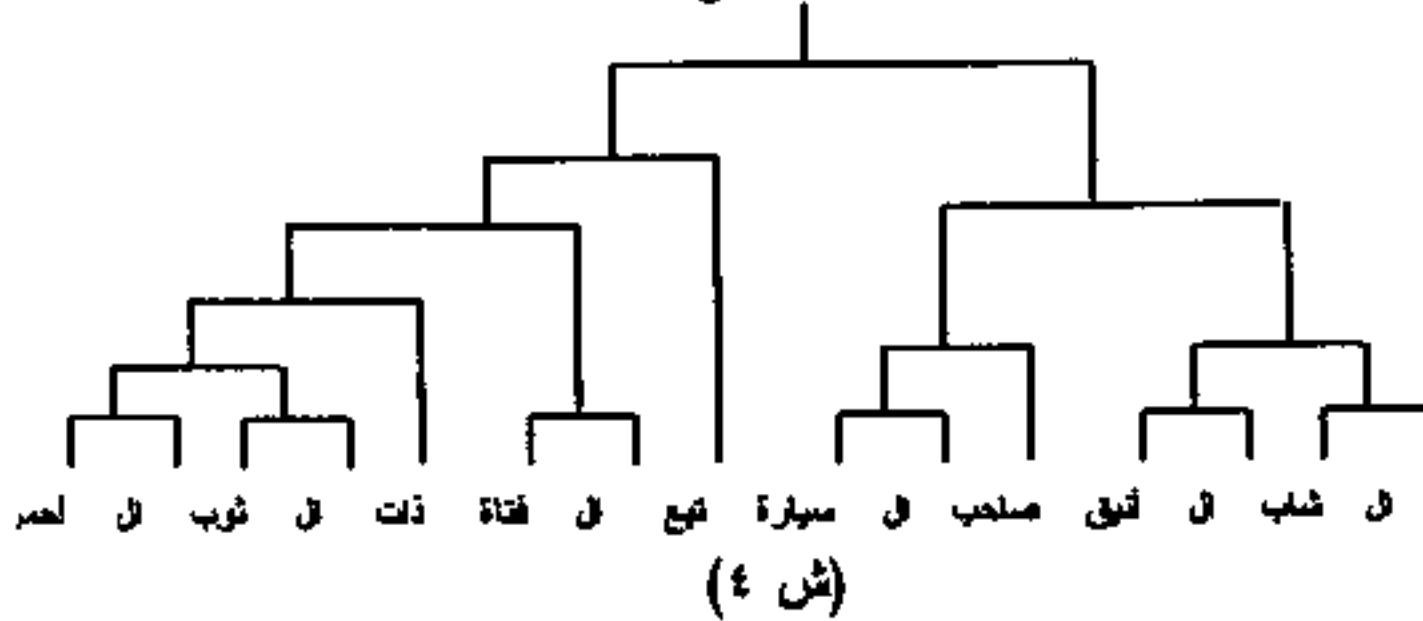 ال شاب ال أنيق صاحب ال سيارة تبع ال فتاة ذات ال ثوب ال أحمر
(ش ٤)